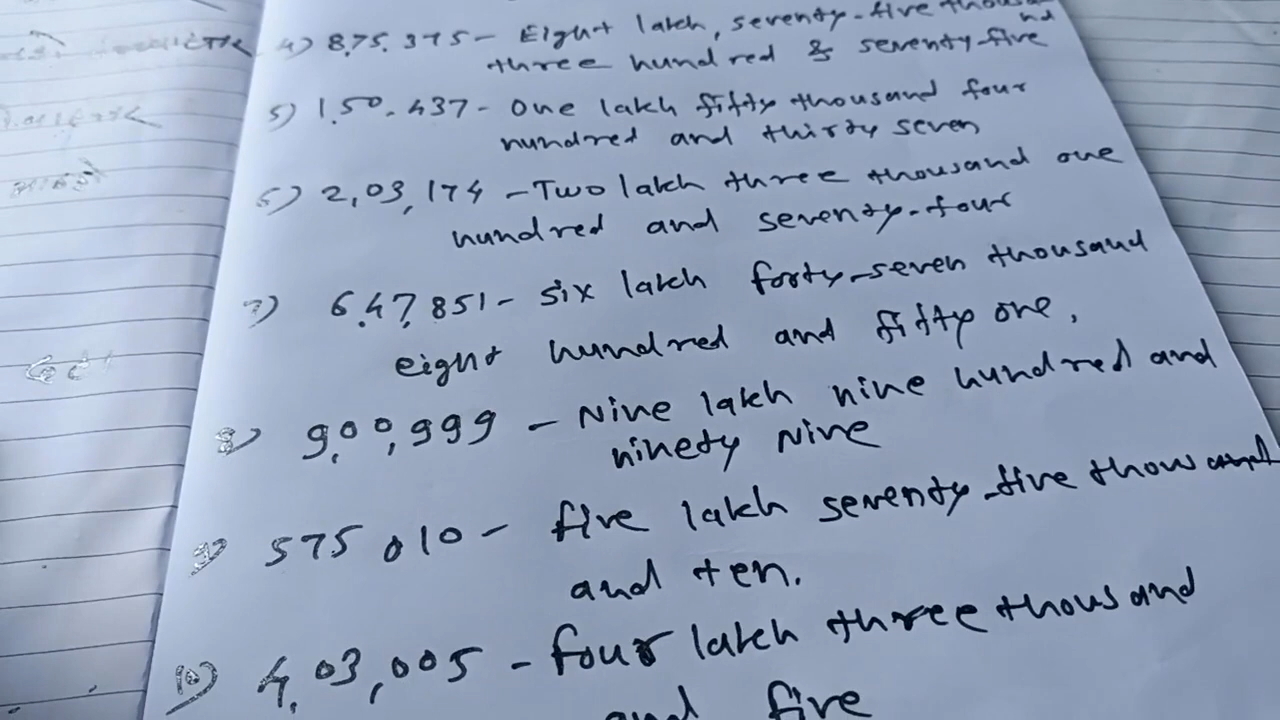 4) 8,75,375 - Eight lakh, seventy-five thousand
three hundred & seventy-five
5) 1,50,437 - One lakh fifty thousand four
hundred and thirty seven
6) 2,03,174 - Two lakh three thousand one
hundred and seventy-four
7) 6,47,851 - six lakh forty-seven thousand
eight hundred and fifty one,
8) 9,00,999 - Nine lakh nine hundred and
ninety Nine
9) 575010 - five lakh seventy-five thousand
and ten.
10) 4,03,005 - four lakh three thousand
and five